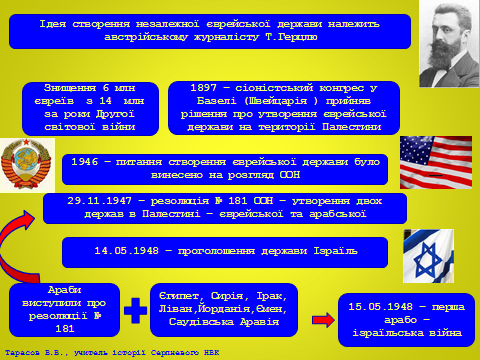 Ідея створення незалежної єврейської держави належить
австрійському журналісту Т.Герцлю
Знищення 6 млн
євреїв з 14 млн
за роки Другої
світової війни
1897 – сіоністський конгрес у
Базелі (Швейцарія ) прийняв
рішення про утворення єврейської
держави на території Палестини
1946 – питання створення єврейської держави було
винесено на розгляд ООН
29.11.1947 – резолюція № 181 ООН – утворення двох
держав в Палестині – єврейської та арабської
14.05.1948 – проголошення держави Ізраїль
Араби
виступили про
резолюції №
181
Єгипет, Сирія, Ірак,
Ліван,Йорданія,Ємен,
Саудівська Аравія
15.05.1948 – перша
арабо –
ізраїльська війна
Тарасов В.В., учитель історії Серпневого НВК